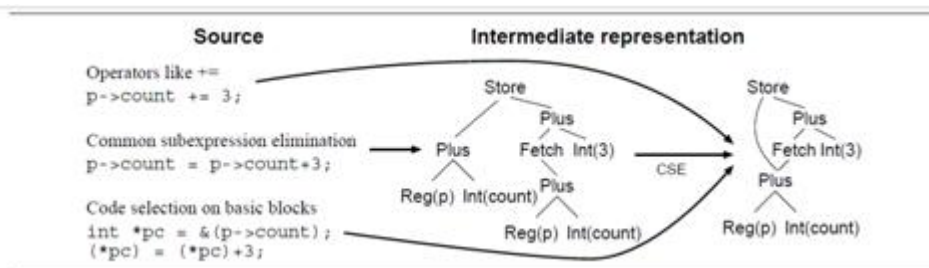 Source Intermediate representation
Operators like +=
p->count += 3;
Common subexpression elimination
p->count = p->count+3;
Code selection on basic blocks
int *pc = &(p->count);
(*pc) = (*pc)+3;
Store
Plus
Plus Fetch Int(3)
Plus
Reg(p) Int(count)
Reg(p) Int(count)
CSE
Store
Plus
Fetch Int(3)
Plus
Reg(p) Int(count)